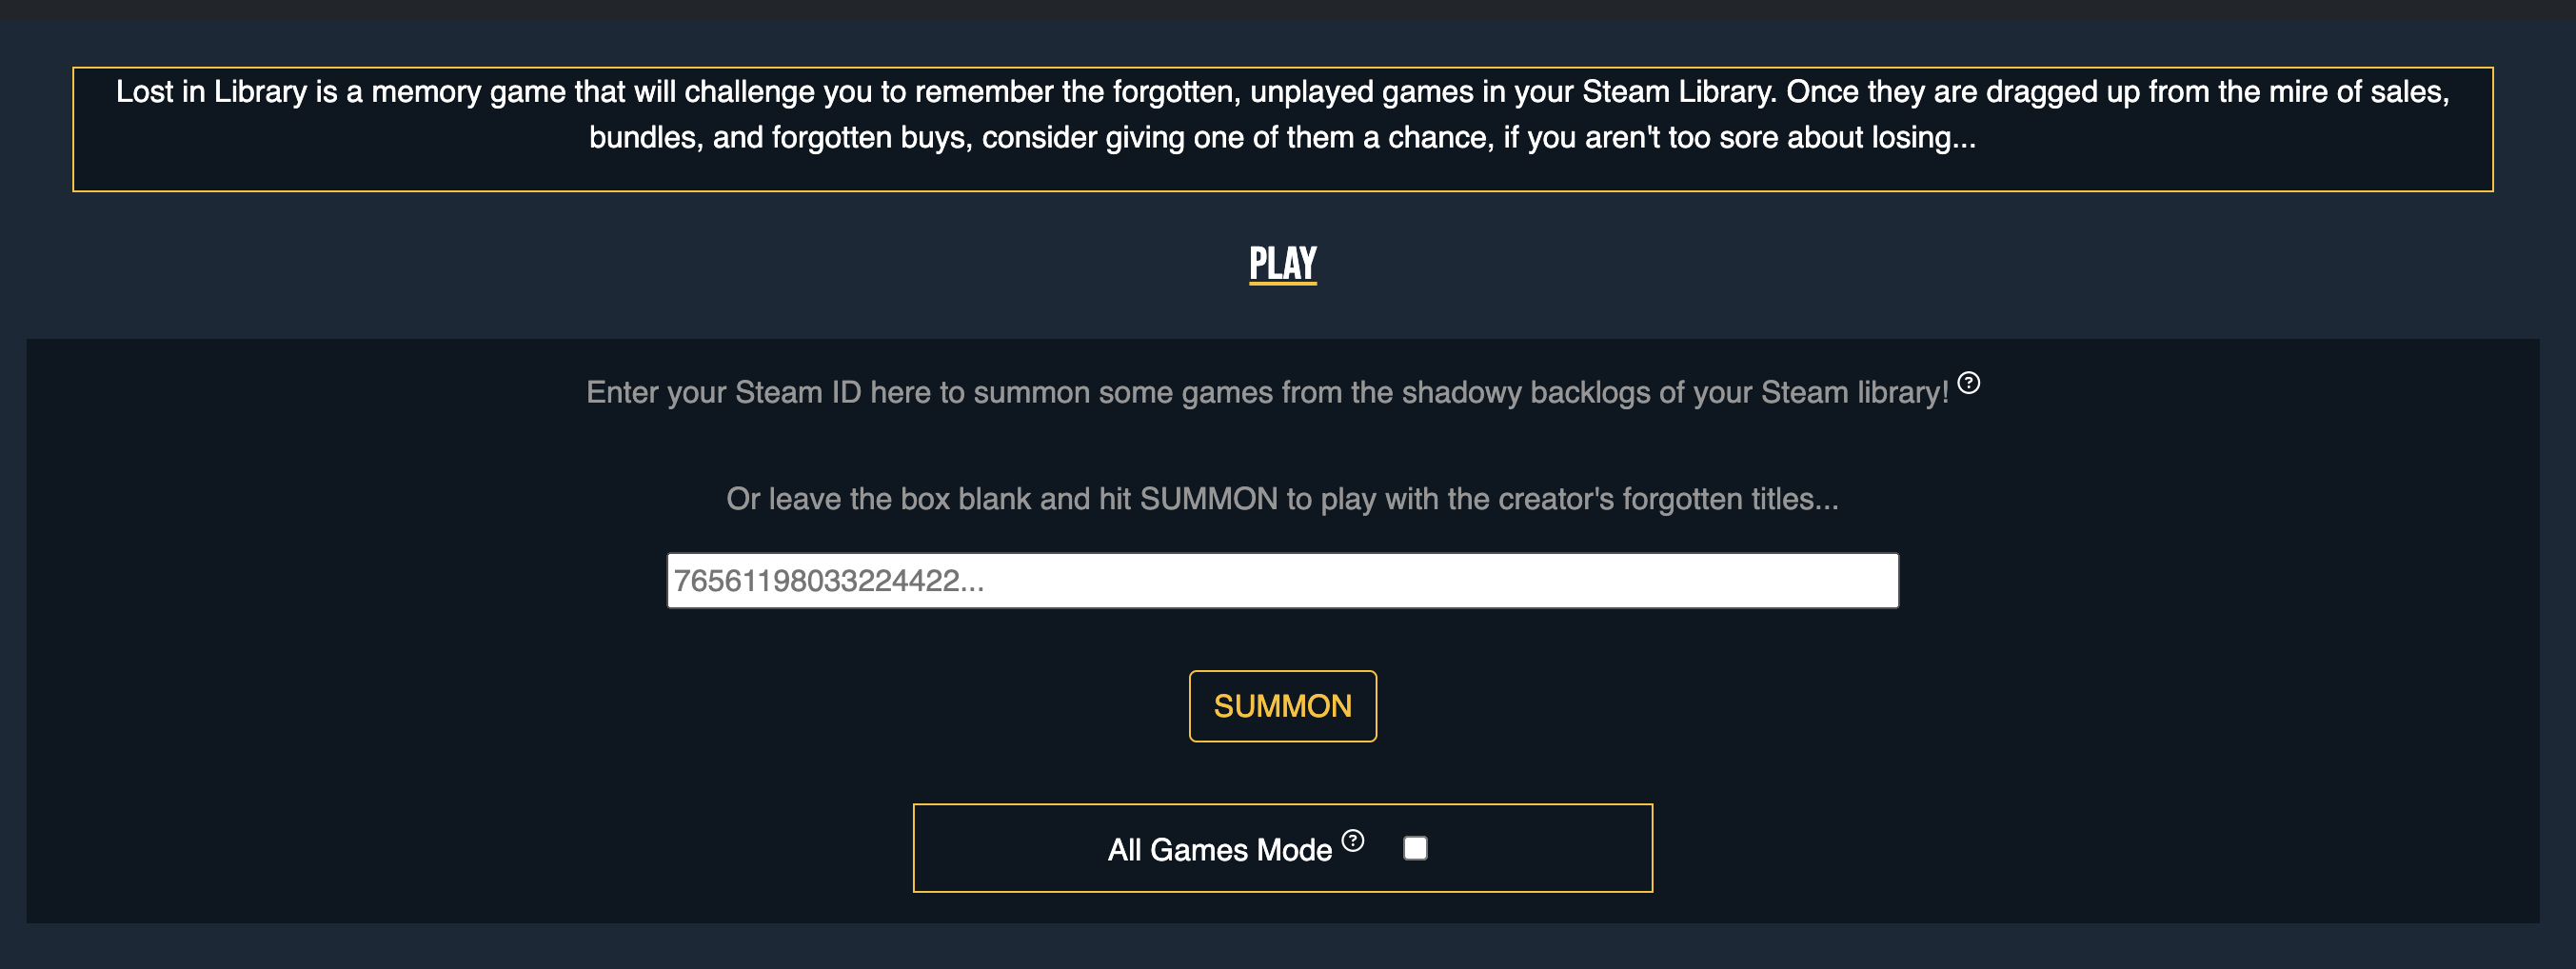 Lost in Library is a memory game that will challenge you to remember the forgotten, unplayed games in your Steam Library. Once they are dragged up from the mire of sales,
bundles, and forgotten buys, consider giving one of them a chance, if you aren't too sore about losing...
PLAY
Enter your Steam ID here to summon some games from the shadowy backlogs of your Steam library! ?
Or leave the box blank and hit SUMMON to play with the creator's forgotten titles...
76561198033224422...
SUMMON
All Games Mode ?